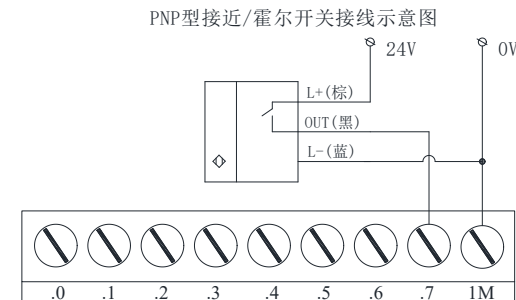 PNP型接近/霍尔开关接线示意图
24V
0V
L+(棕)
OUT(黑)
L-(蓝)
.0 .1 .2 .3 .4 .5 .6 .7 1M